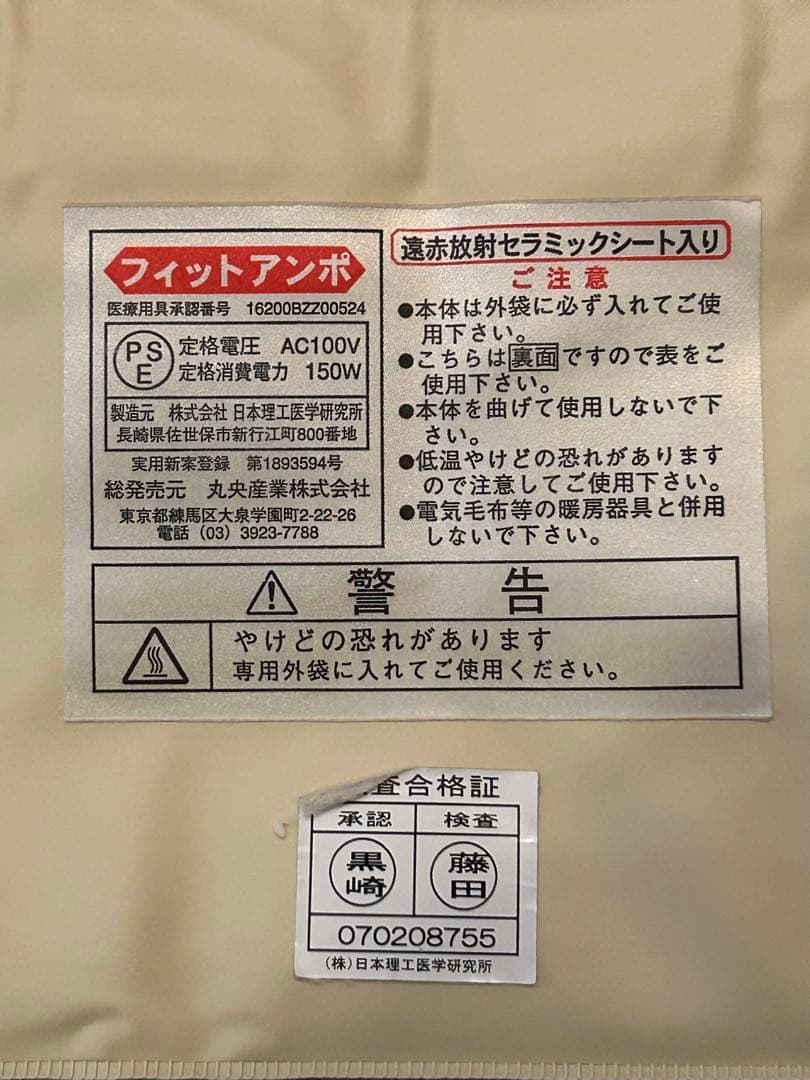 フィットアンポ
医療用具承認番号 16200BZZ00524
PSE
定格電圧 AC100V
定格消費電力 150W
製造元 株式会社 日本理工医学研究所
長崎県佐世保市新行江町800番地
実用新案登録 第1893594号
総発売元 丸央産業株式会社
東京都練馬区大泉学園町2-22-26
電話 (03) 3923-7788
遠赤放射セラミックシート入り
ご注意
●本体は外袋に必ず入れてご使
用下さい。
●こちらは裏面ですので表をご
使用下さい。
●本体を曲げて使用しないで下
さい。
●低温やけどの恐れがあります
ので注意してご使用下さい。
●電気毛布等の暖房器具と併用
しないで下さい。
警告
やけどの恐れがあります
専用外袋に入れてご使用ください。
査合格証
承認 検査
黒崎 藤田
070208755
(株)日本理工医学研究所